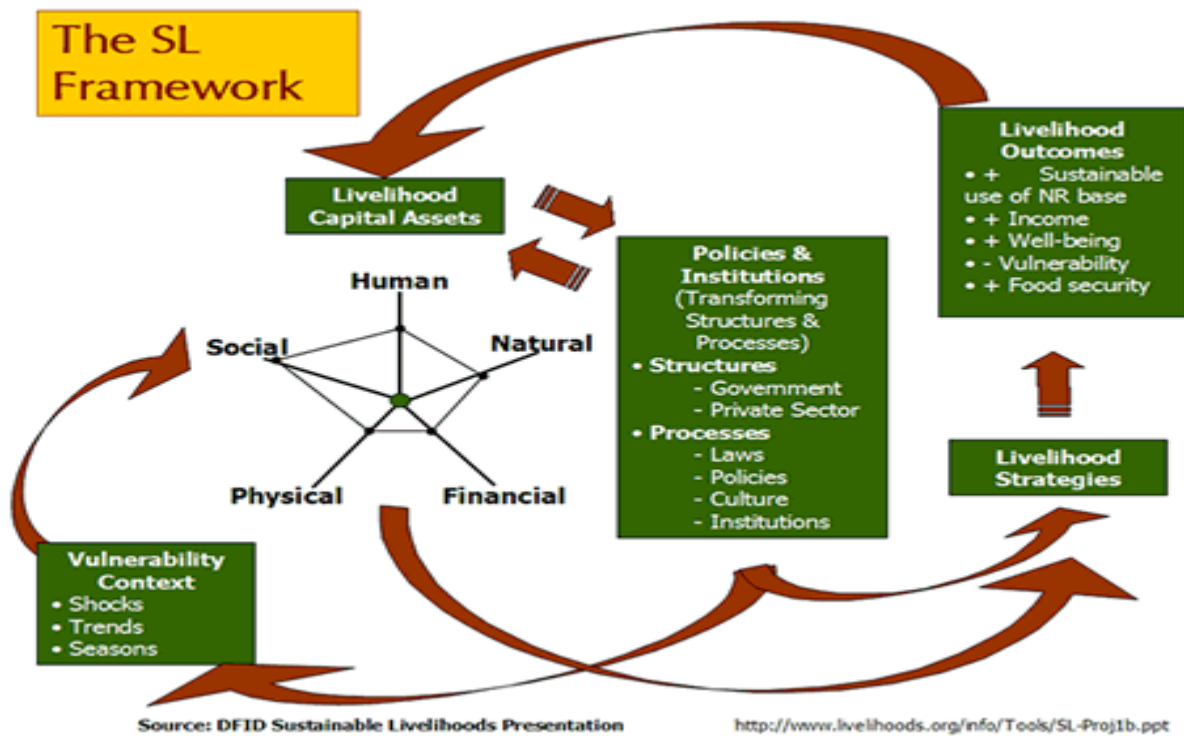 The SL
Framework
Livelihood
Capital Assets
Human
Social
Natural
Physical
Financial
Vulnerability
Context
• Shocks
• Trends
• Seasons
Policies &
Institutions
(Transforming
Structures &
Processes)
• Structures
- Government
- Private Sector
• Processes
- Laws
- Policies
- Culture
- Institutions
Livelihood
Outcomes
• + Sustainable
use of NR base
• + Income
• + Well-being
• - Vulnerability
• + Food security
Livelihood
Strategies
Source: DFID Sustainable Livelihoods Presentation
http://www.livelihoods.org/info/Tools/SL-Proj1b.ppt